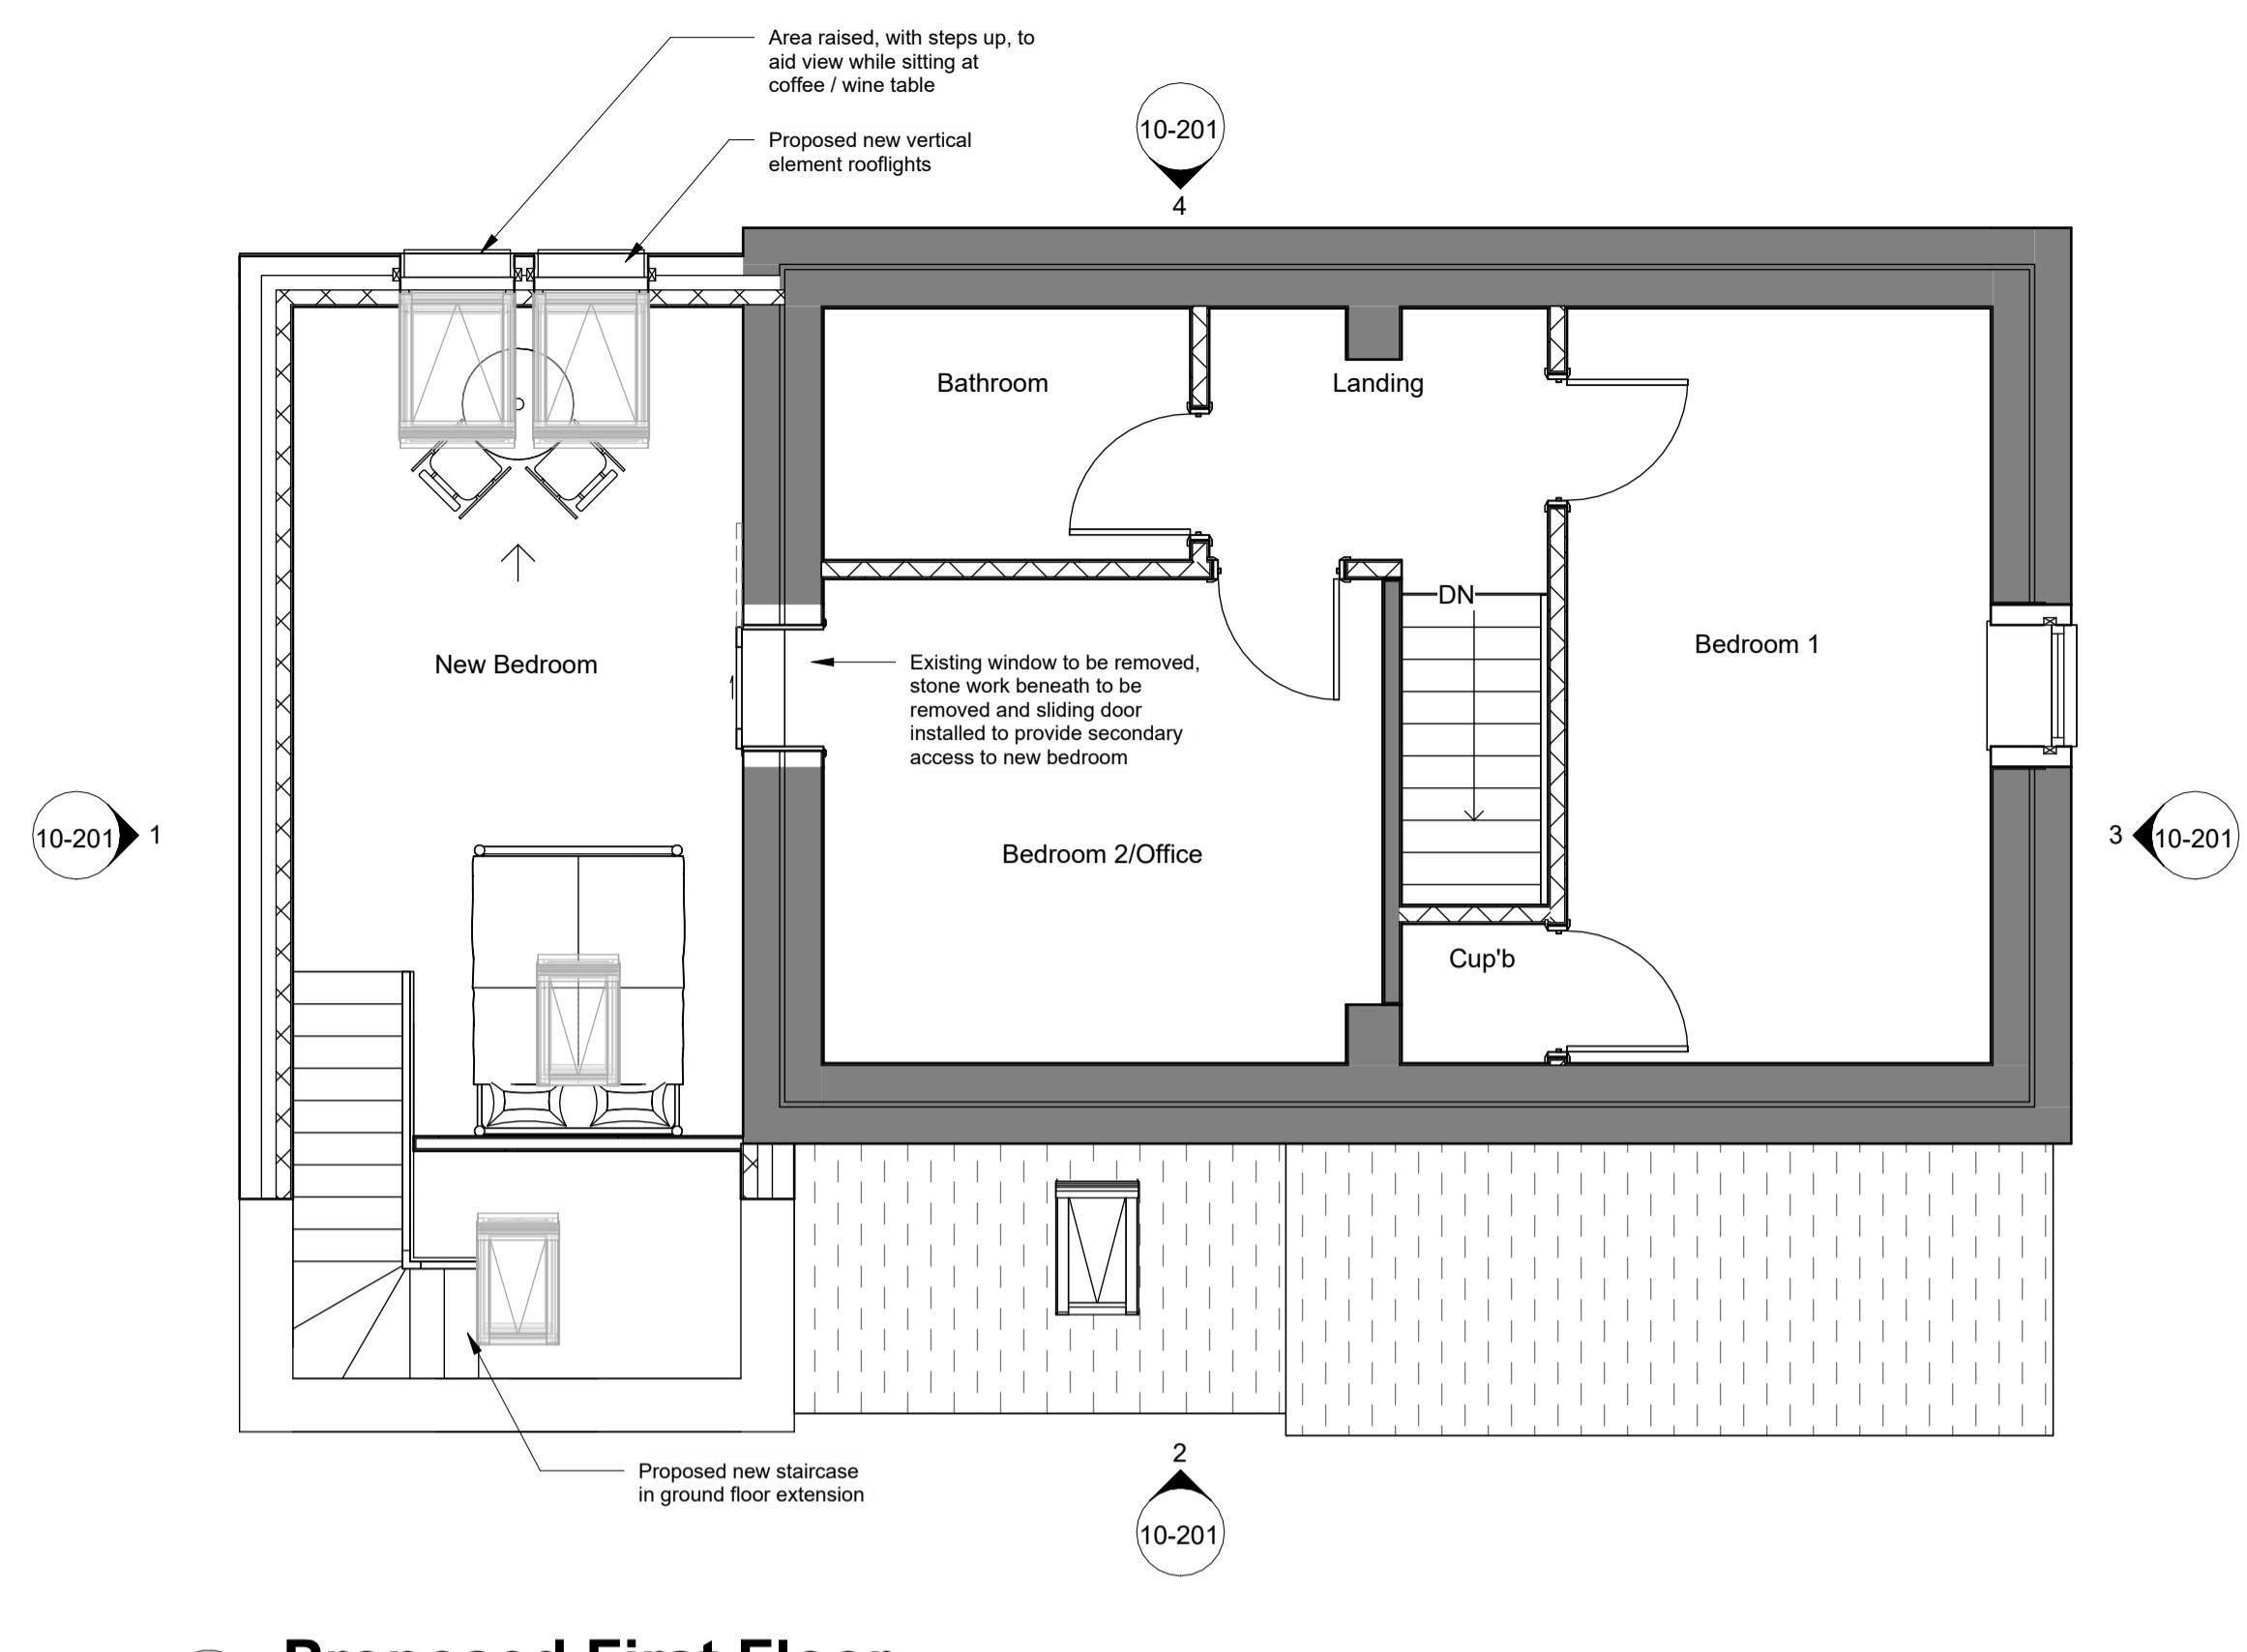 Area raised, with steps up, to
aid view while sitting at
coffee / wine table
Proposed new vertical
element rooflights
10-201
4
Bathroom
Landing
DN
New Bedroom
Existing window to be removed,
stone work beneath to be
removed and sliding door
installed to provide secondary
access to new bedroom
Bedroom 1
10-201
1
Bedroom 2/Office
3
10-201
Cup'b
Proposed new staircase
in ground floor extension
2
10-201
Proposed First Floor